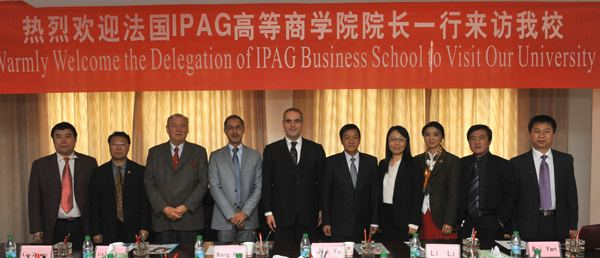 热烈欢迎法国IPAG高等商学院院长一行来访我校
Warmly Welcome the Delegation of IPAG Business School to Visit Our University
Yu
Li Li
Yan